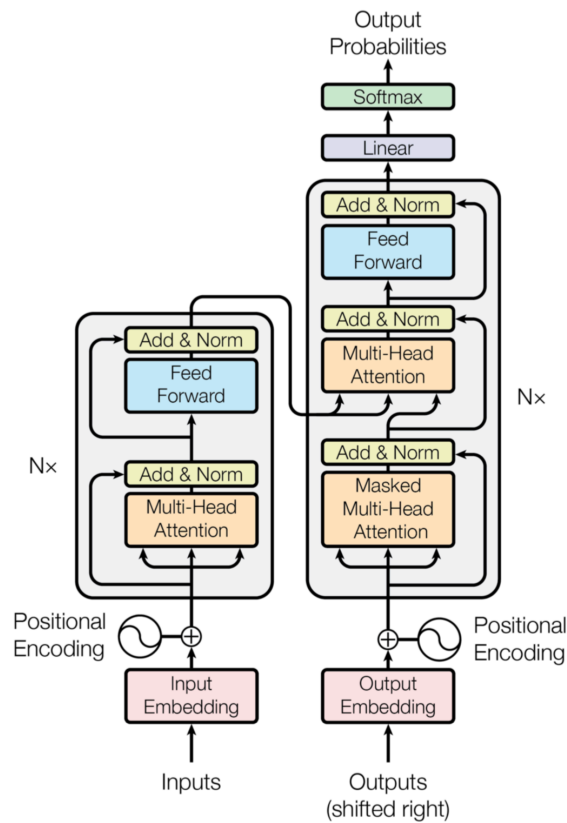 Output
Probabilities
Softmax
Linear
Add & Norm
Feed
Forward
Add & Norm
Multi-Head
Attention
Add & Norm
Masked
Multi-Head
Attention
N×
Add & Norm
Feed
Forward
Add & Norm
Multi-Head
Attention
N×
Positional
Encoding
Positional
Encoding
Input
Embedding
Output
Embedding
Inputs
Outputs
(shifted right)